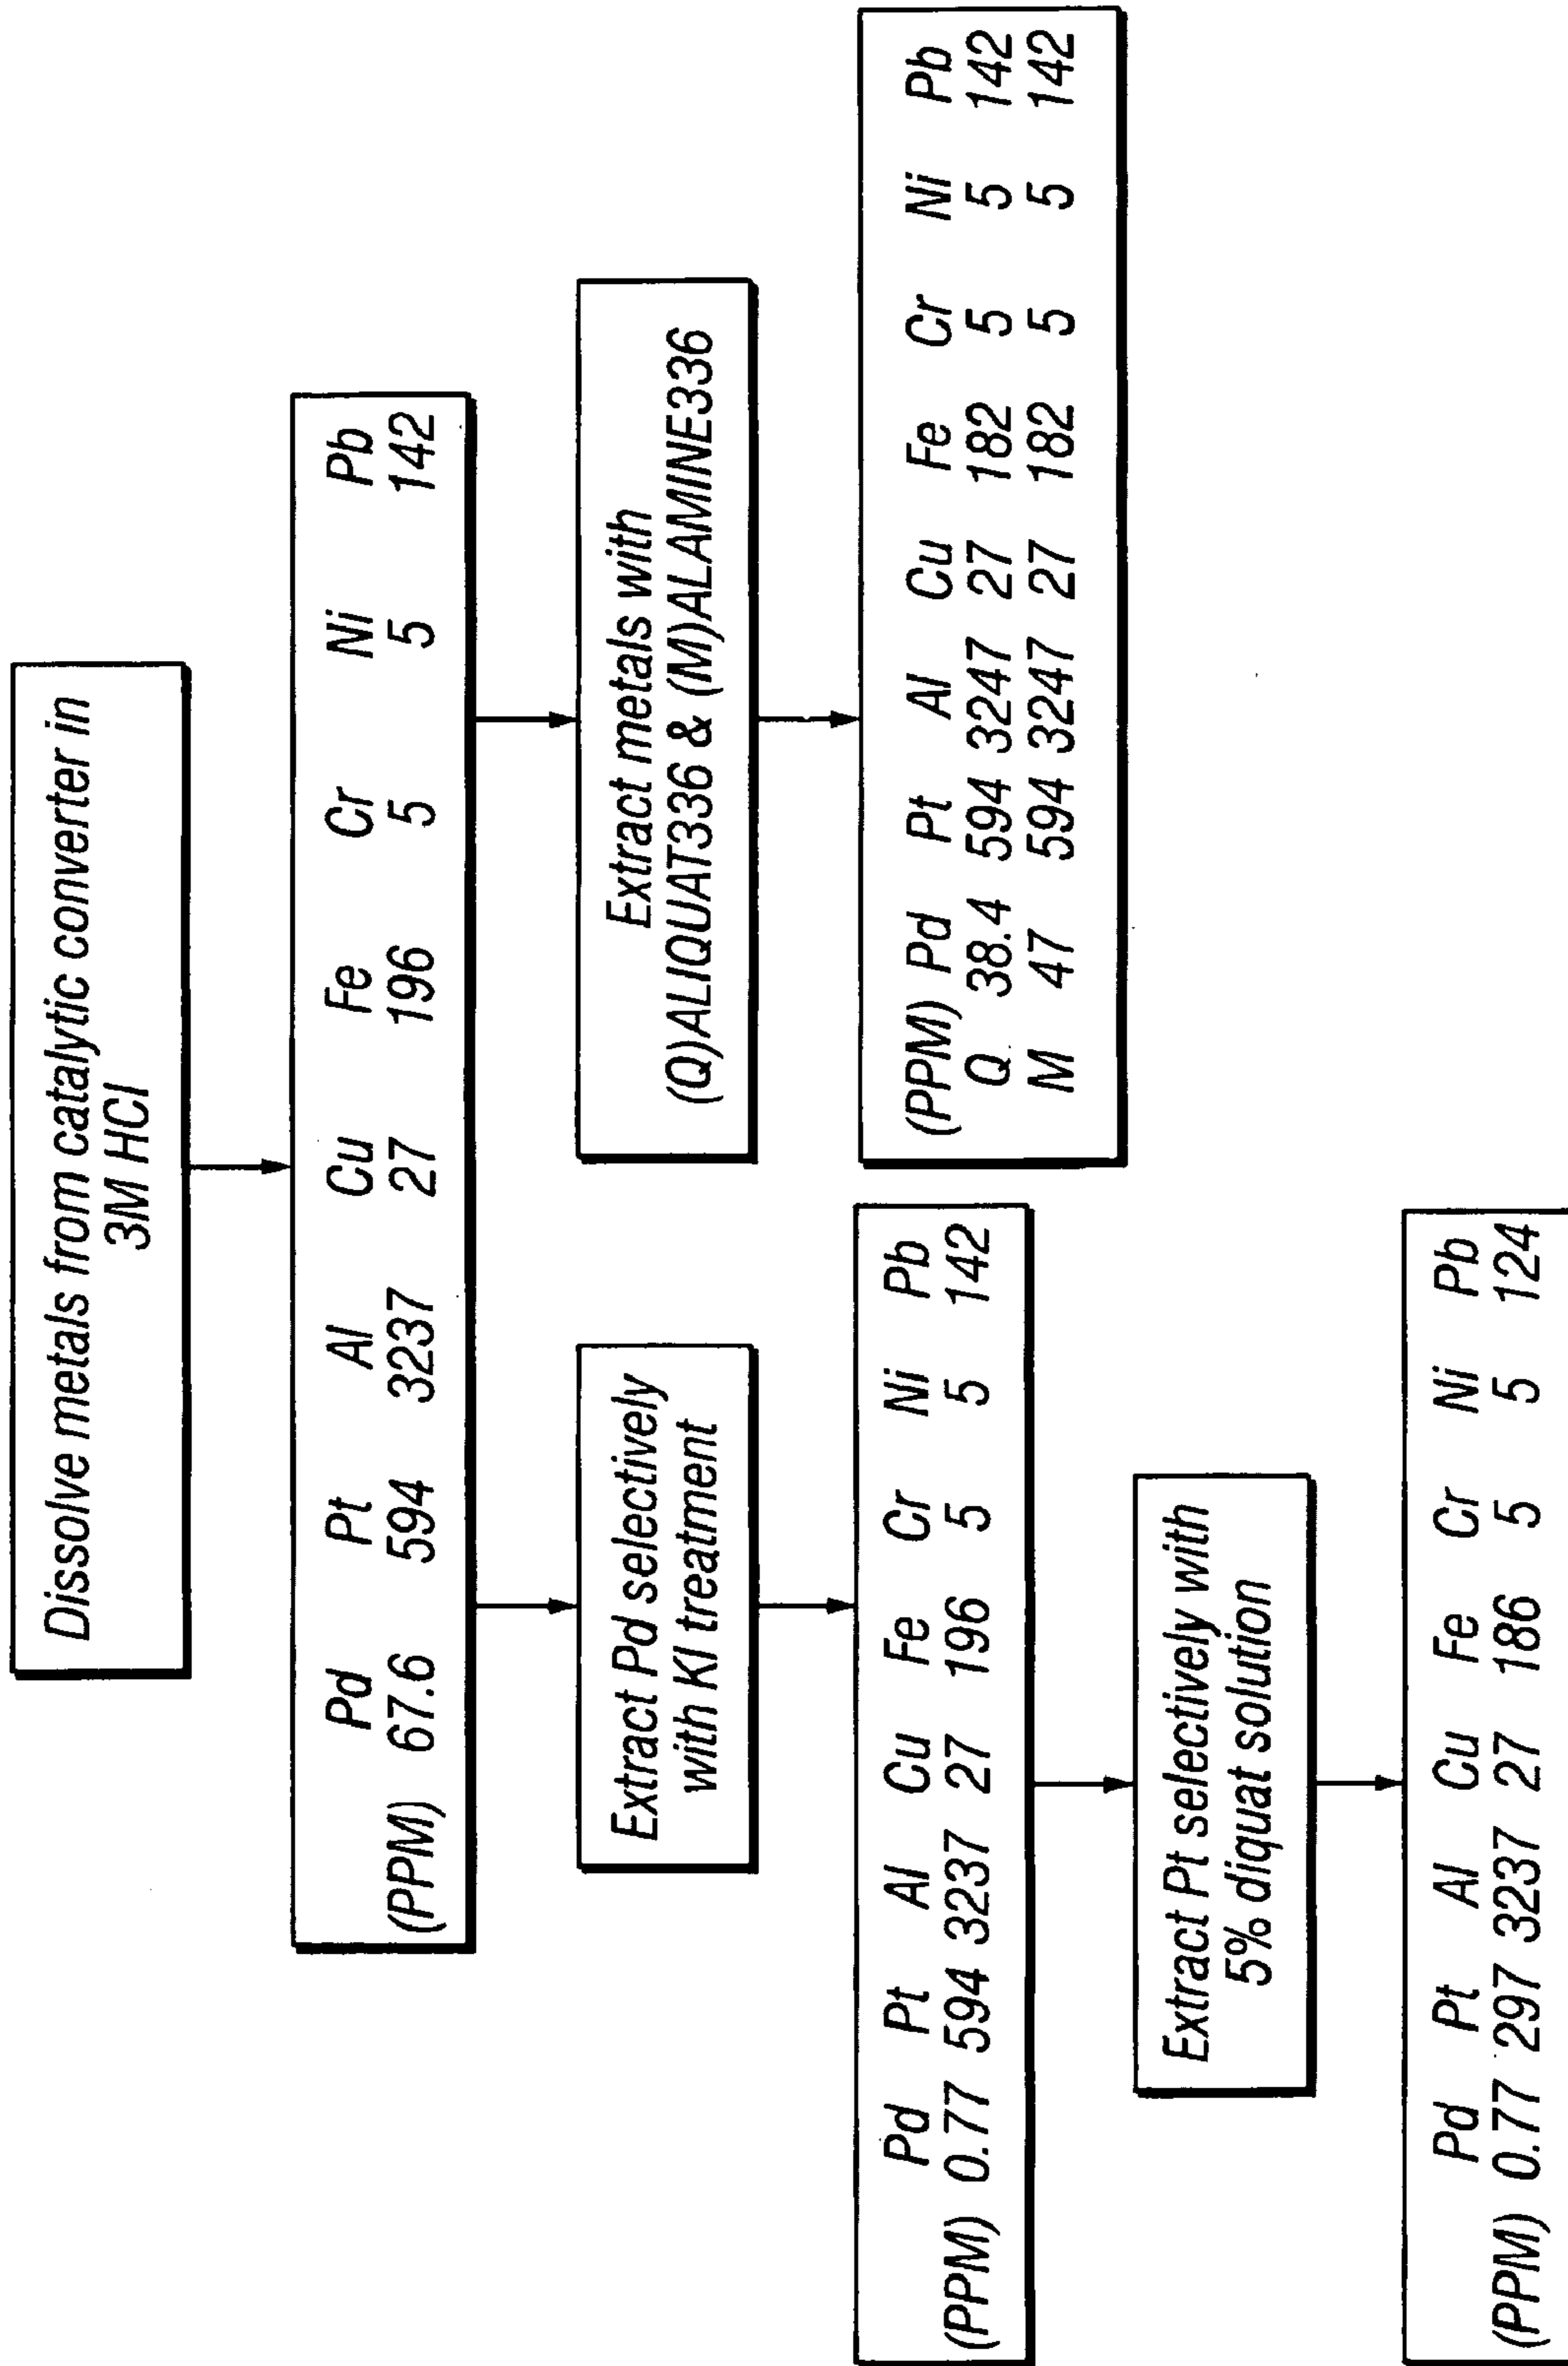 Dissolve metals from catalytic converter in
3M HCl
Pd Pt Al Cu Fe Cr Ni Pb
(PPM) 67.6 594 3237 27 196 5 5 142
Extract Pd selectively
with KI treatment
Pd Pt Al Cu Fe Cr Ni Pb
(PPM) 0.77 594 3237 27 196 5 5 142
Extract Pt selectively with
5% diquat solution
Pd Pt Al Cu Fe Cr Ni Pb
(PPM) 0.77 297 3237 27 186 5 5 124
Extract metals with
(Q)ALIQUAT336 & (M)ALAMINE336
(PPM) Pd Pt Al Cu Fe Cr Ni Pb
Q 38.4 594 3247 27 182 5 5 142
M 47 594 3247 27 182 5 5 142